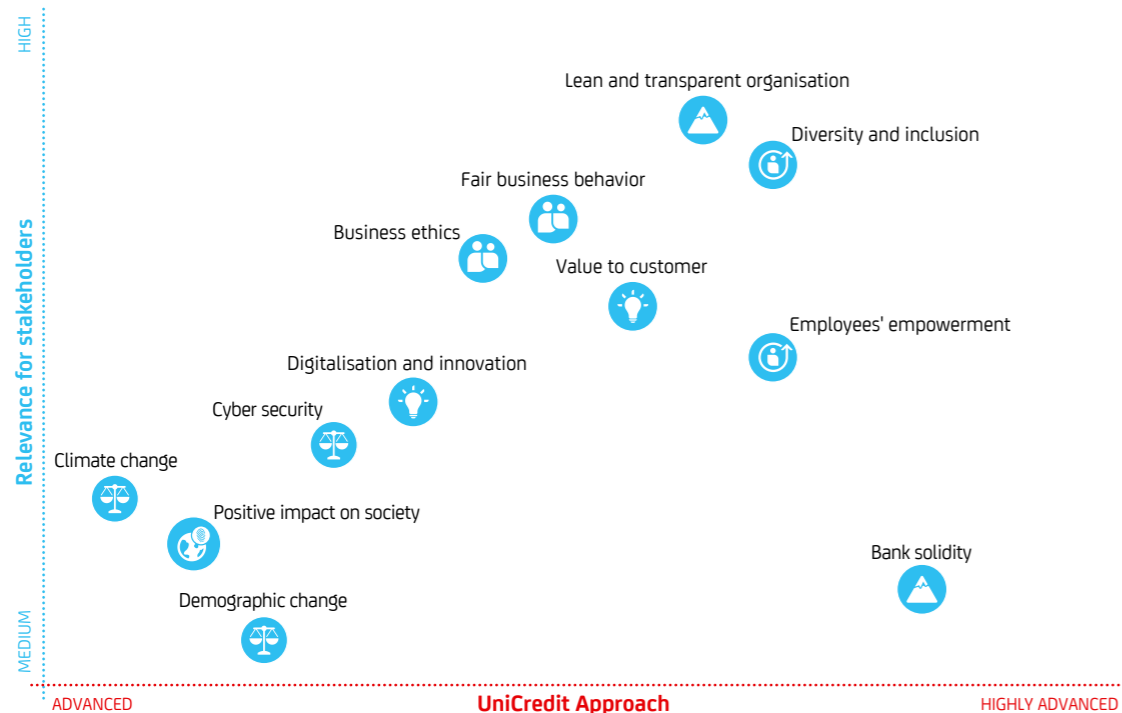 HIGH
Lean and transparent organisation
Diversity and inclusion
Fair business behavior
Business ethics
Value to customer
Employees' empowerment
Relevance for stakeholders
Digitalisation and innovation
Cyber security
Climate change
Positive impact on society
Bank solidity
Demographic change
MEDIUM
ADVANCED
UniCredit Approach
HIGHLY ADVANCED